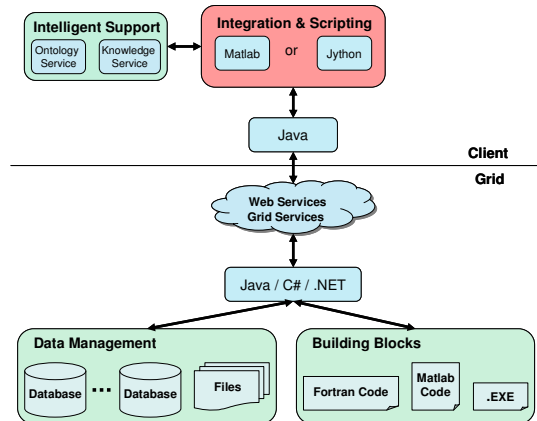 Intelligent Support
Ontology
Service
Knowledge
Service
Integration & Scripting
Matlab
or
Jython
Java
Client
Grid
Web Services
Grid Services
Java / C# / .NET
Data Management
Database
...
Database
Files
Building Blocks
Fortran Code
Matlab
Code
.EXE